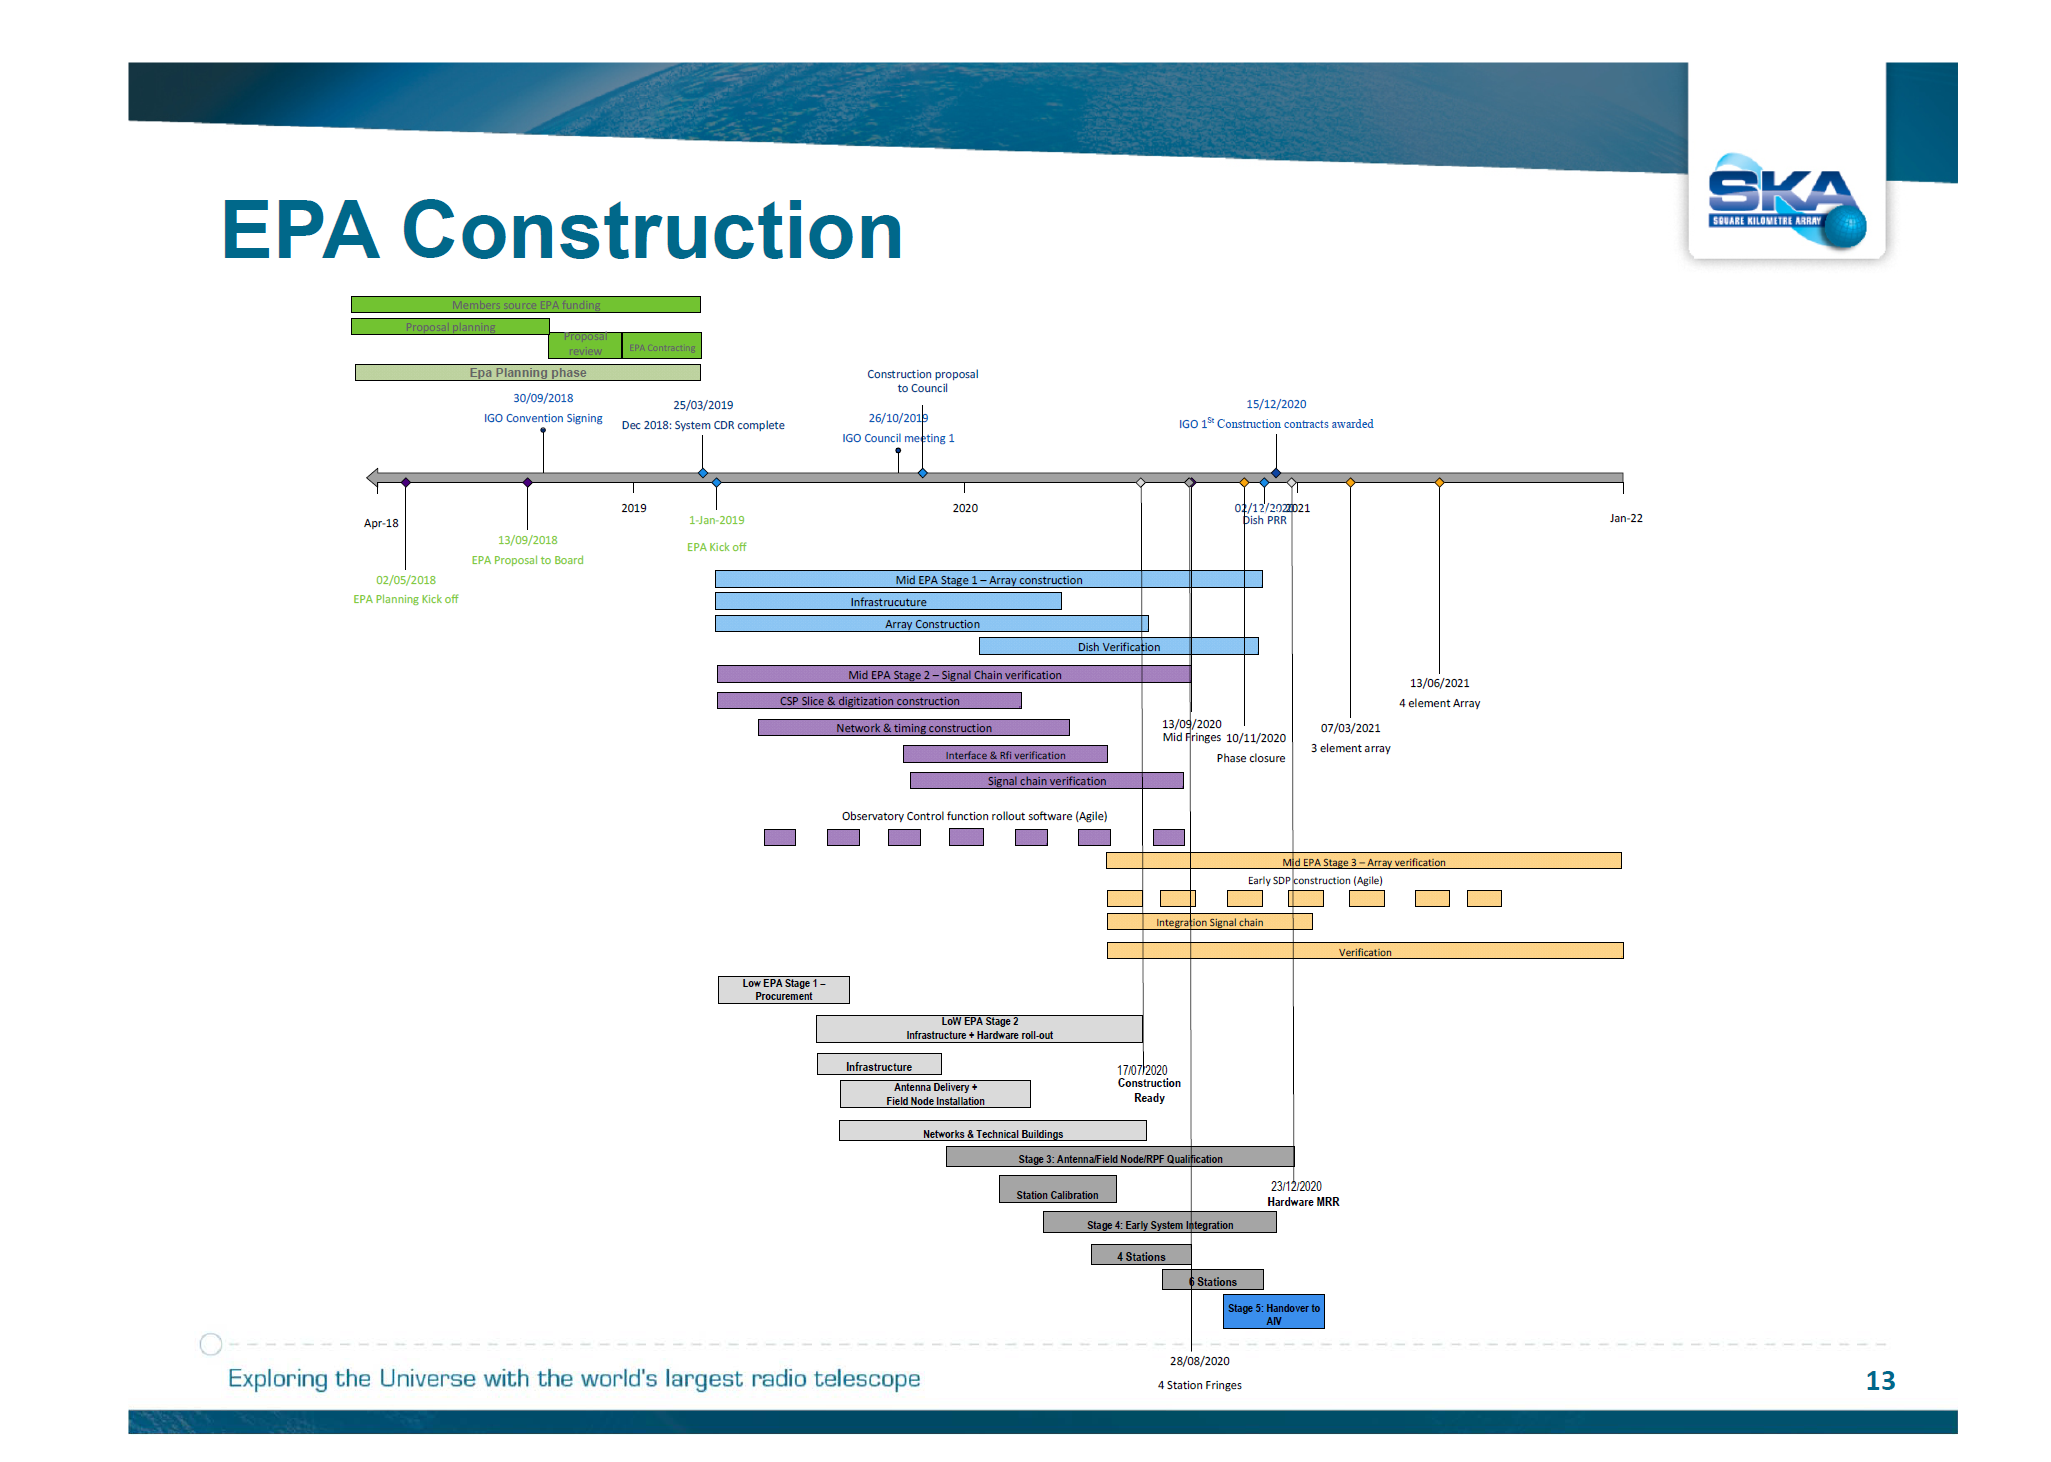 SKA
SQUARE KILOMETRE ARRAY
EPA Construction
Members source EPA funding
Proposal planning
Proposal
review
EPA Contracting
Epa Planning phase
Construction proposal
to Council
30/09/2018
IGO Convention Signing
25/03/2019
Dec 2018: System CDR complete
26/10/2019
IGO Council meeting 1
15/12/2020
IGO 1St Construction contracts awarded
Apr-18
2019
2020
2021
Jan-22
02/12/2020
Dish PRR
1-Jan-2019
EPA Kick off
13/09/2018
EPA Proposal to Board
02/05/2018
EPA Planning Kick off
Mid EPA Stage 1 – Array construction
Infrastrucuture
Array Construction
Dish Verification
Mid EPA Stage 2 – Signal Chain verification
CSP Slice & digitization construction
Network & timing construction
Interface & Rfi verification
Signal chain verification
13/06/2021
4 element Array
13/09/2020
Mid Fringes
10/11/2020
Phase closure
07/03/2021
3 element array
Observatory Control function rollout software (Agile)
Mid EPA Stage 3 – Array verification
Early SDP construction (Agile)
Integration Signal chain
Verification
Low EPA Stage 1 –
Procurement
LoW EPA Stage 2
Infrastructure + Hardware roll-out
Infrastructure
17/07/2020
Construction
Ready
Antenna Delivery +
Field Node Installation
Networks & Technical Buildings
Stage 3: Antenna/Field Node/RPF Qualification
Station Calibration
23/12/2020
Hardware MRR
Stage 4: Early System Integration
4 Stations
6 Stations
Stage 5: Handover to
AIV
28/08/2020
4 Station Fringes
Exploring the Universe with the world's largest radio telescope
13